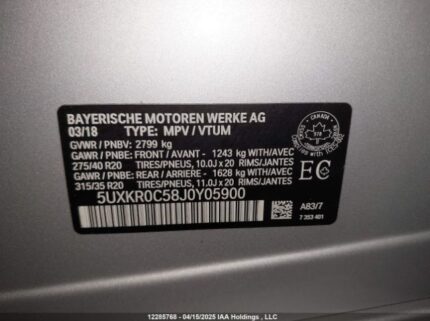 BAYERISCHE MOTOREN WERKE AG
03/18 TYPE: MPV / VTUM
GVWR / PNBV: 2799 kg
GAWR / PNBE: FRONT / AVANT - 1243 kg WITH/AVEC
275/40 R20 TIRES/PNEUS, 10.0J x 20 RIMS/JANTES
GAWR / PNBE: REAR / ARRIERE - 1628 kg WITH/AVEC
315/35 R20 TIRES/PNEUS, 11.0J x 20 RIMS/JANTES
5UXKR0C58J0Y05900
CANADA
EC
A83/7
7 353 401
12285768 - 04/15/2025 IAA Holdings , LLC